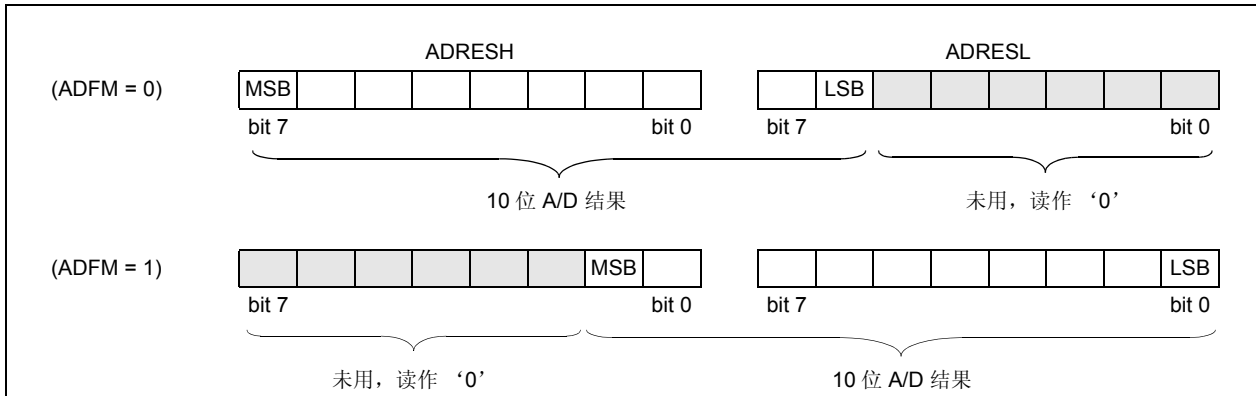 ADRESH ADRESL
(ADFM = 0) MSB LSB
bit 7 bit 0 bit 7 bit 0
10 位 A/D 结果 未用，读作 ‘0’
(ADFM = 1) MSB LSB
bit 7 bit 0 bit 7 bit 0
未用，读作 ‘0’ 10 位 A/D 结果